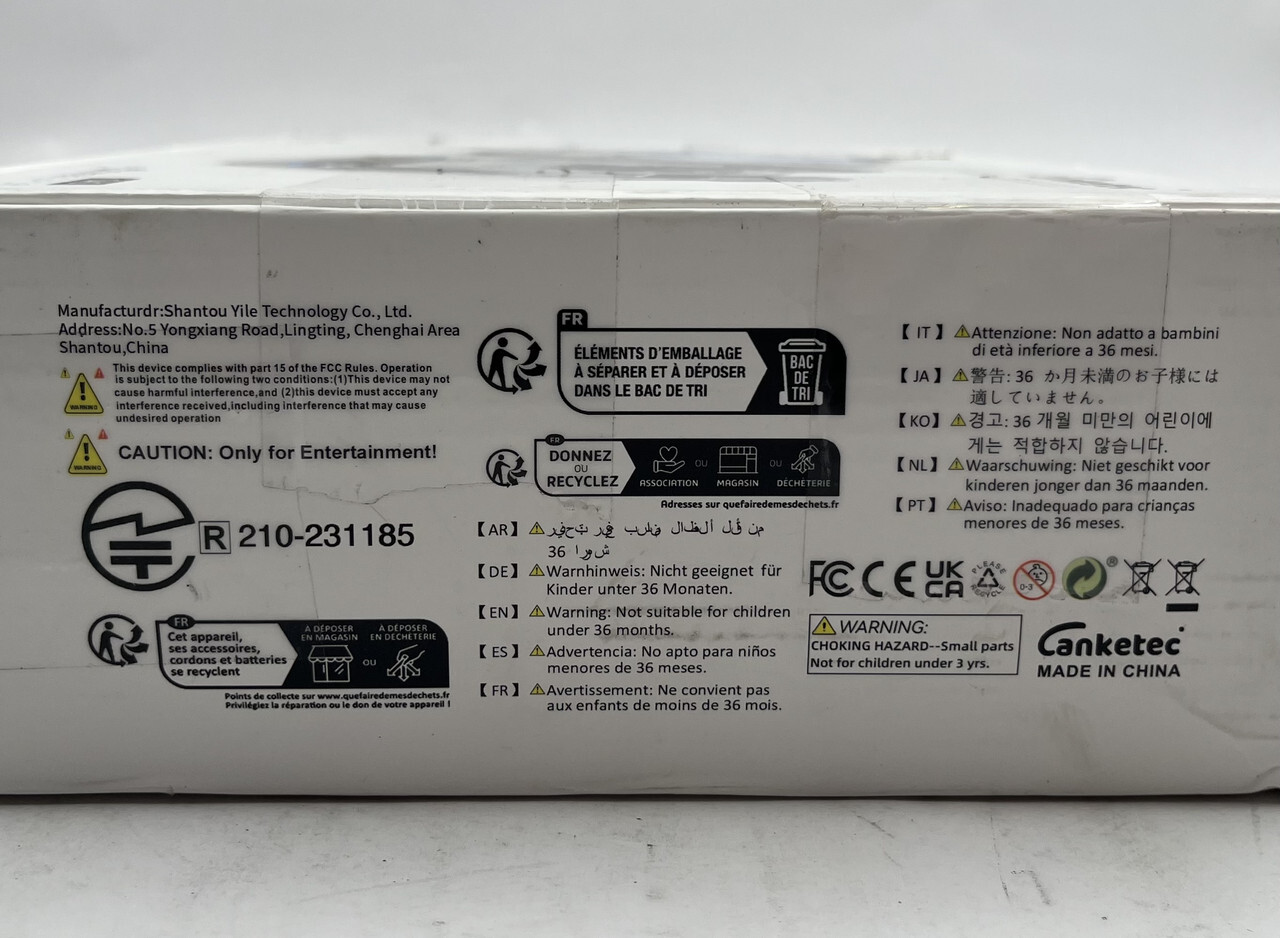 Manufacturdr:Shantou Yile Technology Co., Ltd.
Address:No.5 Yongxiang Road,Lingting, Chenghai Area
Shantou,China
WARNING
This device complies with part 15 of the FCC Rules. Operation
is subject to the following two conditions:(1)This device may not
cause harmful interference,and (2)this device must accept any
interference received,including interference that may cause
undesired operation
WARNING
CAUTION: Only for Entertainment!
R 210-231185
FR
Cet appareil,
ses accessoires,
cordons et batteries
se recyclent
À DÉPOSER
EN MAGASIN
OU
À DÉPOSER
EN DÉCHÈTERIE
Points de collecte sur www.quefairedemesdechets.fr
Privilégiez la réparation ou le don de votre appareil !
FR
ÉLÉMENTS D'EMBALLAGE
À SÉPARER ET À DÉPOSER
DANS LE BAC DE TRI
BAC
DE
TRI
FR
DONNEZ
OU
RECYCLEZ
ASSOCIATION
OU
MAGASIN
OU
DÉCHÈTERIE
Adresses sur quefairedemesdechets.fr
【AR】
36
【DE】 Warnhinweis: Nicht geeignet für
Kinder unter 36 Monaten.
【EN】 Warning: Not suitable for children
under 36 months.
【ES】 Advertencia: No apto para niños
menores de 36 meses.
【FR】 Avertissement: Ne convient pas
aux enfants de moins de 36 mois.
【IT】 Attenzione: Non adatto a bambini
di età inferiore a 36 mesi.
【JA】 警告: 36 か月未満のお子様には
適していません。
【KO】 경고: 36 개월 미만의 어린이에
게는 적합하지 않습니다.
【NL】 Waarschuwing: Niet geschikt voor
kinderen jonger dan 36 maanden.
【PT】 Aviso: Inadequado para crianças
menores de 36 meses.
FC CE UK
CA
PLEASE
RECYCLE
0-3
®
WARNING:
CHOKING HAZARD--Small parts
Not for children under 3 yrs.
Canketec
MADE IN CHINA